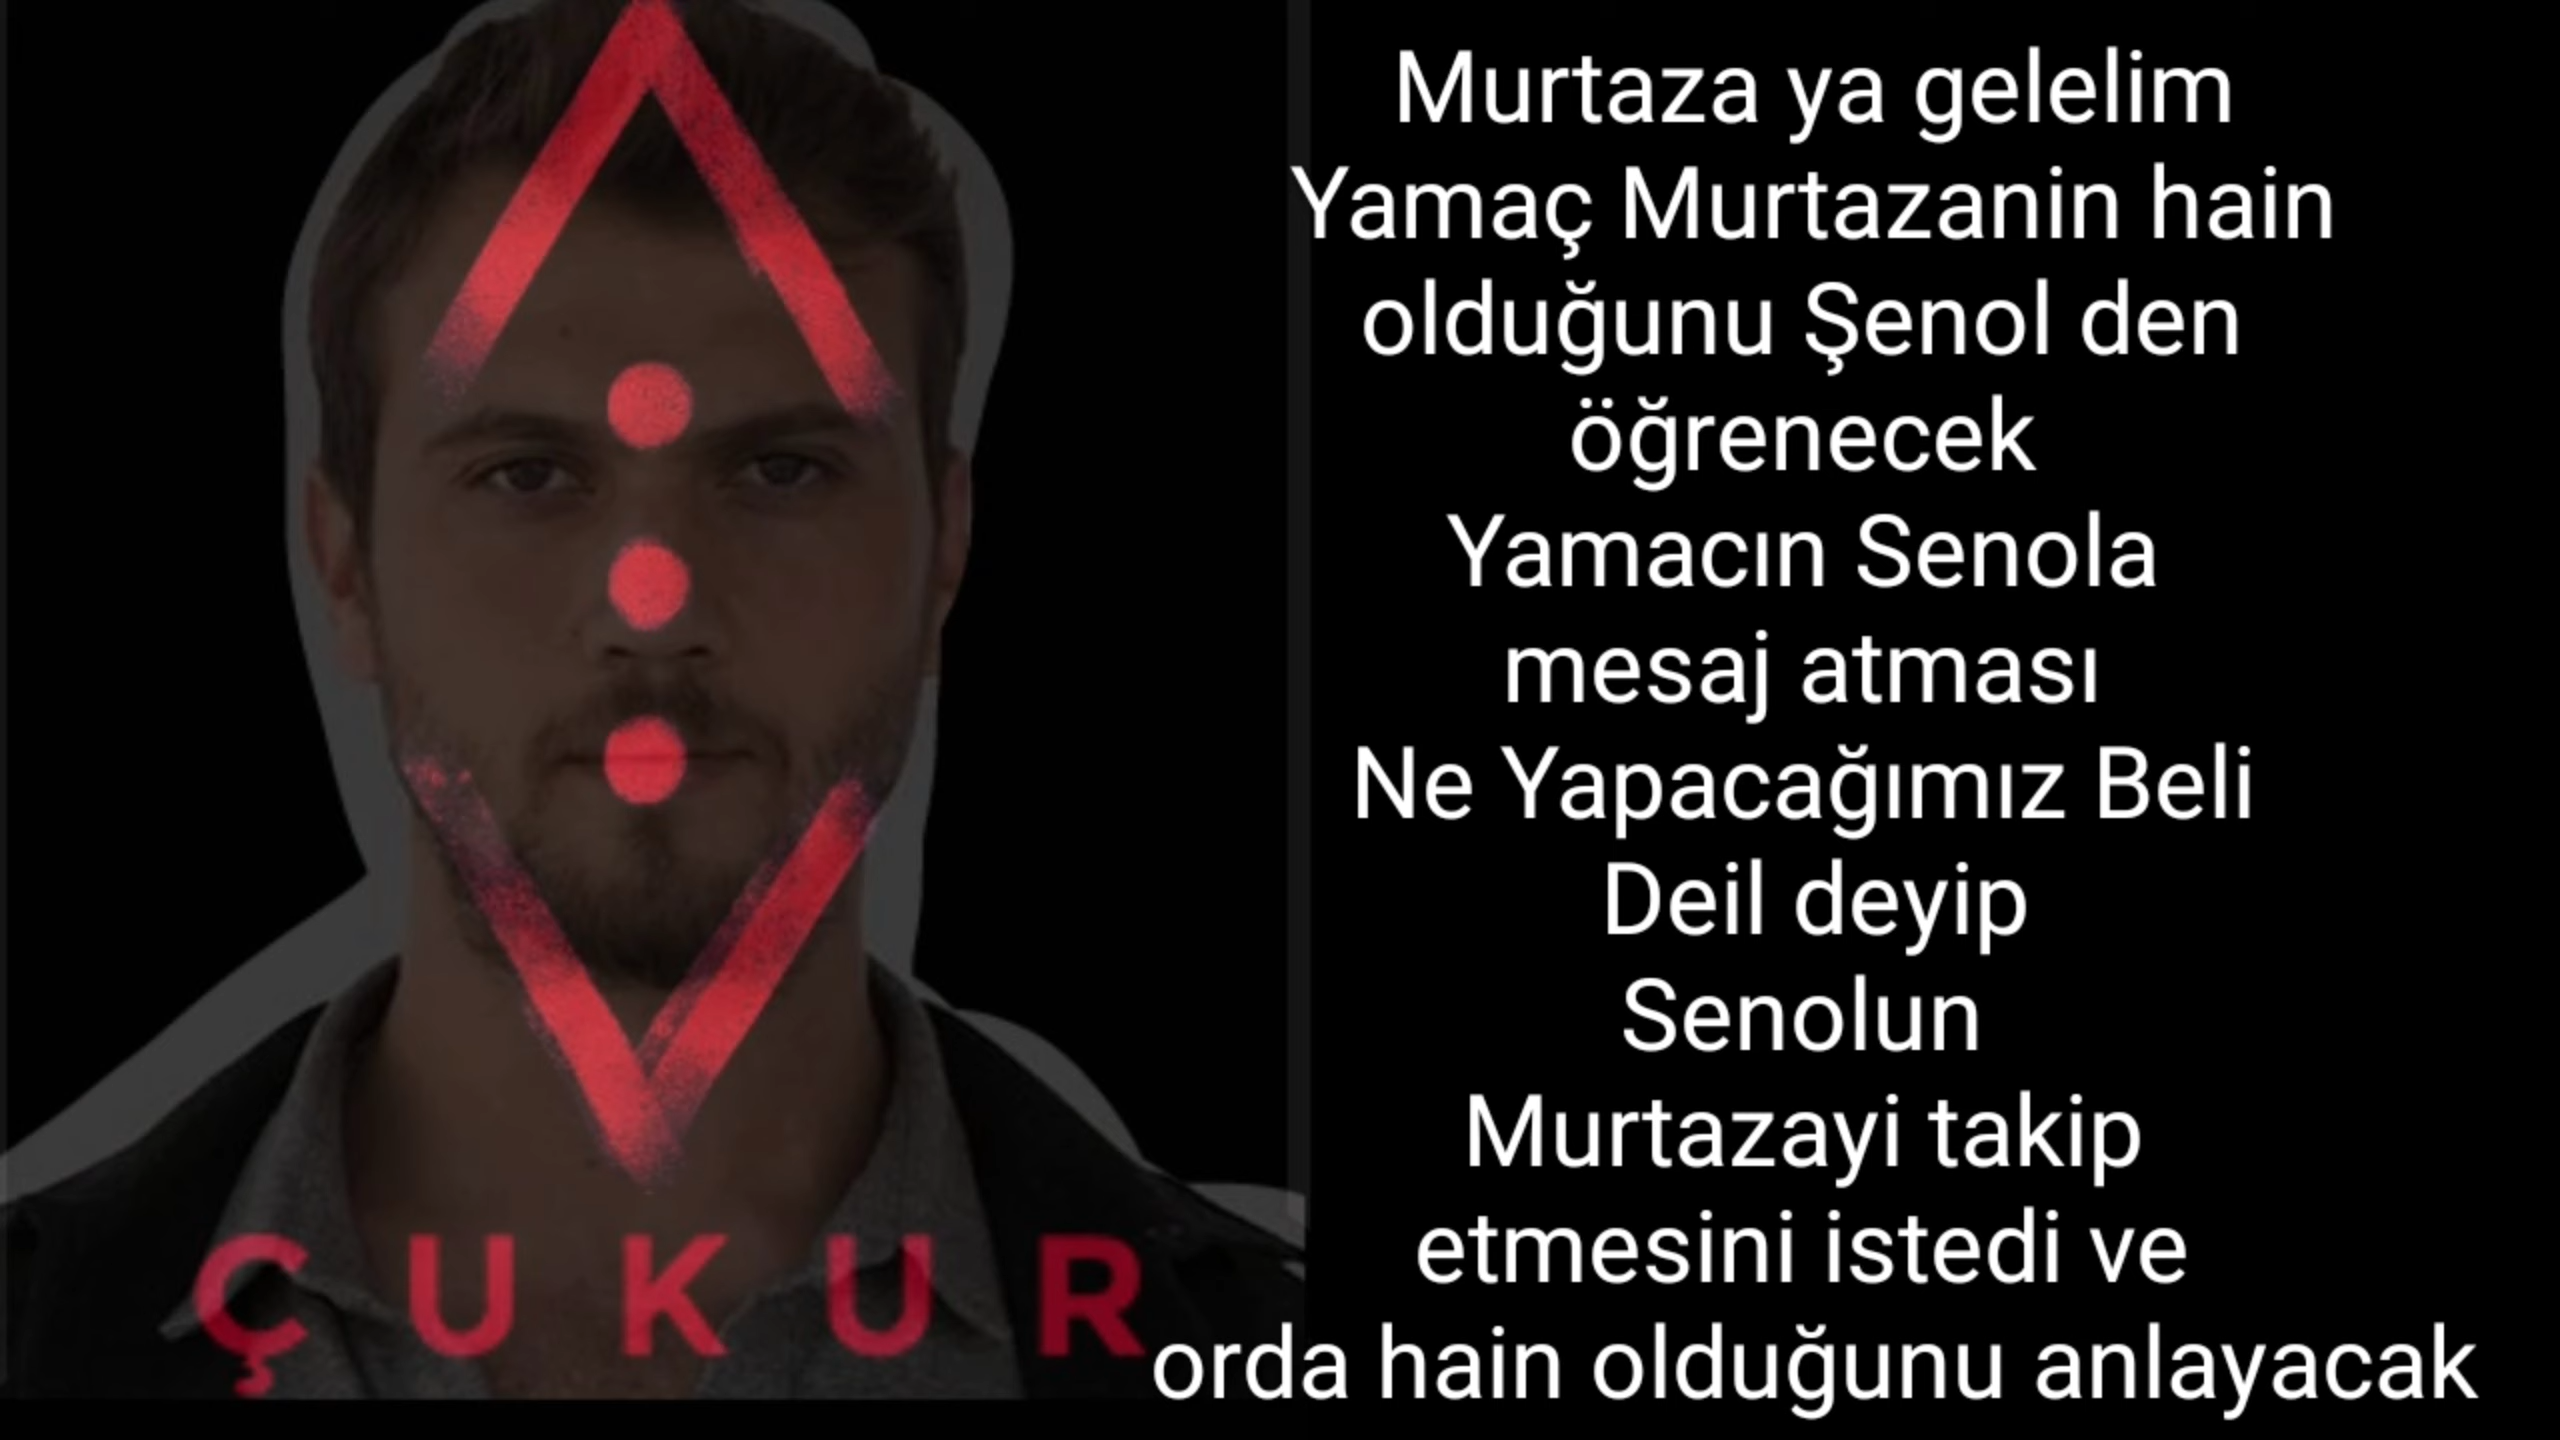 Murtaza ya gelelim
Yamaç Murtazanin hain
olduğunu Şenol den
öğrenecek
Yamacın Senola
mesaj atması
Ne Yapacağımız Beli
Deil deyip
Senolun
Murtazayi takip
etmesini istedi ve
orda hain olduğunu anlayacak
ÇUKUR